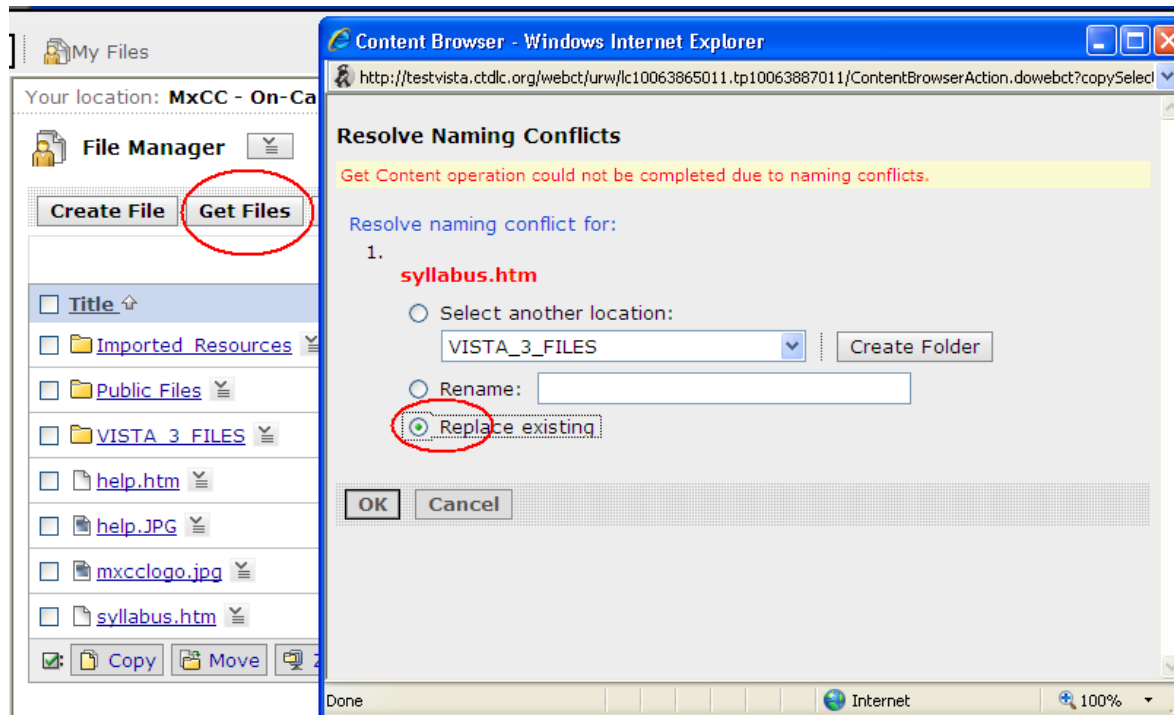 My Files
Your location: MxCC - On-Ca
File Manager
Create File
Get Files
Title
Imported Resources
Public Files
VISTA_3_FILES
help.htm
help.JPG
mxcclogo.jpg
syllabus.htm
Copy
Move
Content Browser - Windows Internet Explorer
http://testvista.ctdlc.org/webct/urw/lc10063865011.tp10063887011/ContentBrowserAction.dowebct?copySelect
Resolve Naming Conflicts
Get Content operation could not be completed due to naming conflicts.
Resolve naming conflict for:
1.
syllabus.htm
Select another location:
VISTA_3_FILES
Create Folder
Rename:
Replace existing
OK
Cancel
Done
Internet
100%